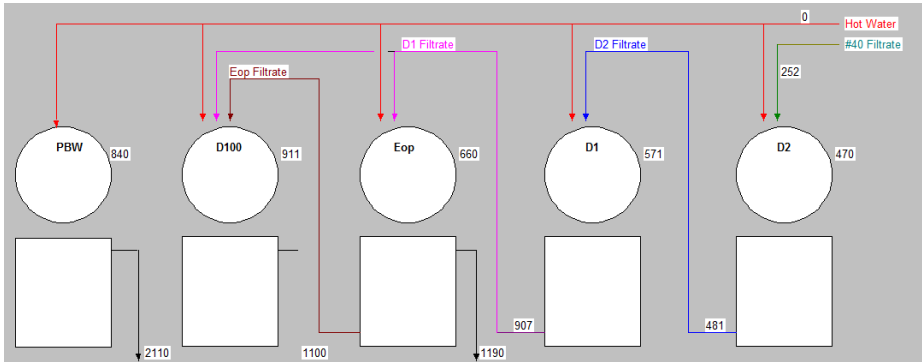 0
Hot Water
D1 Filtrate
D2 Filtrate
#40 Filtrate
Eop Filtrate
252
PBW
840
D100
911
Eop
660
D1
571
D2
470
907
481
2110
1100
1190